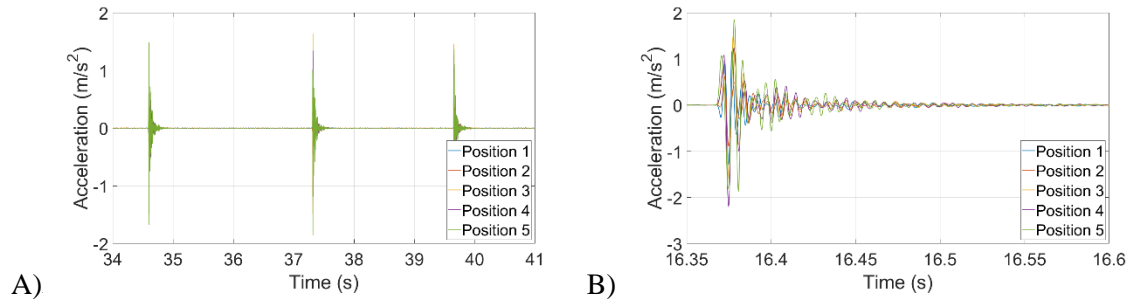 A)
Acceleration (m/s²)
2
1
0
-1
-2
34 35 36 37 38 39 40 41
Time (s)
Position 1
Position 2
Position 3
Position 4
Position 5
B)
Acceleration (m/s²)
2
1
0
-1
-2
-3
16.35 16.4 16.45 16.5 16.55 16.6
Time (s)
Position 1
Position 2
Position 3
Position 4
Position 5